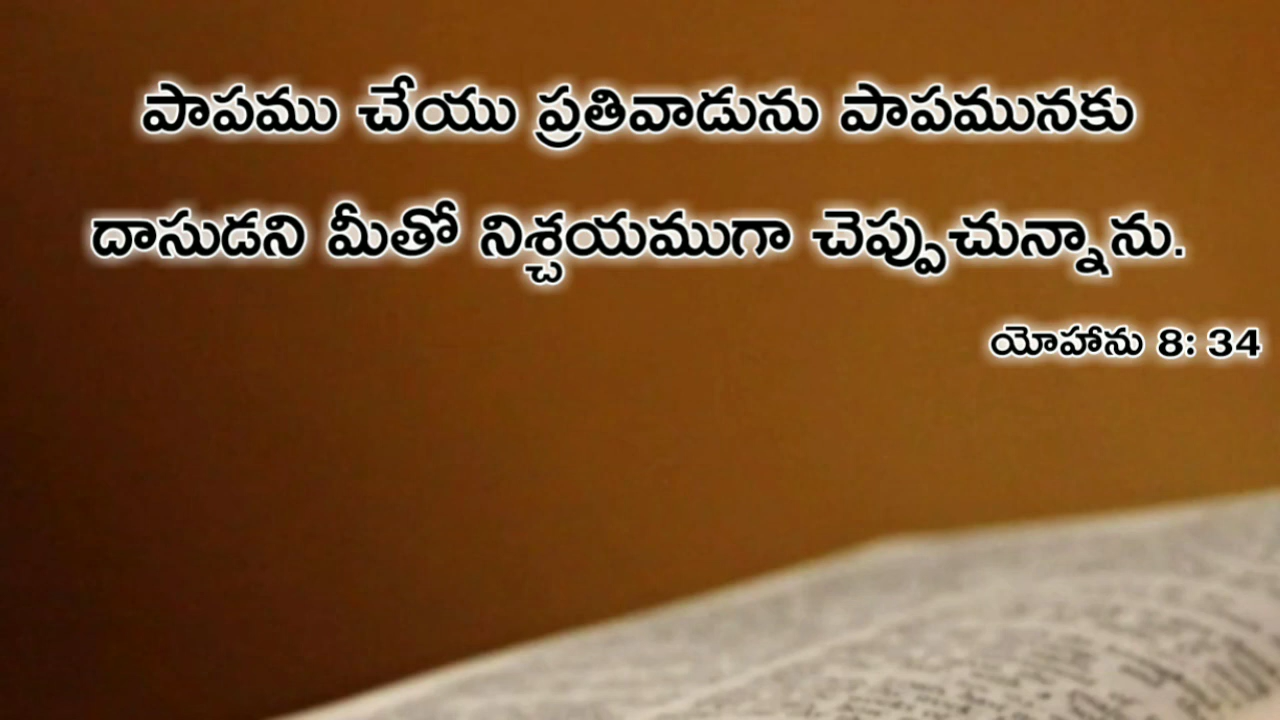 పాపము చేయు ప్రతివాడును పాపమునకు
దాసుడని మీతో నిశ్చయముగా చెప్పుచున్నాను.
యోహాను 8: 34